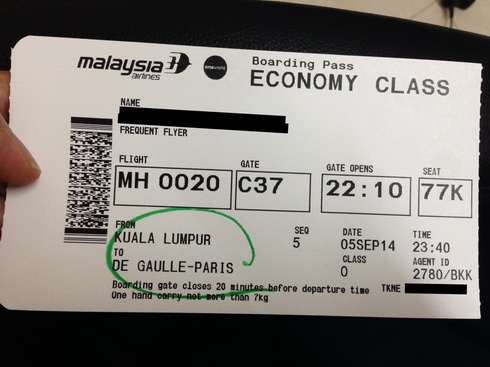 malaysia airlines
oneworld
Boarding Pass
ECONOMY CLASS
NAME
FREQUENT FLYER
FLIGHT GATE GATE OPENS SEAT
MH 0020 C37 22:10 77K
FROM
KUALA LUMPUR
SEQ DATE TIME
5 05SEP14 23:40
TO
DE GAULLE-PARIS
CLASS AGENT ID
O 2780/BKK
Boarding gate closes 20 minutes before departure time TKNE
One hand carry not more than 7kg